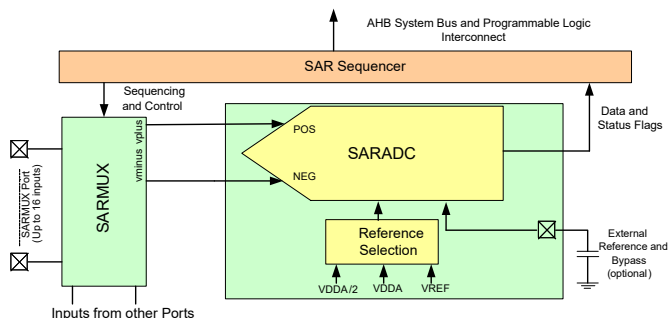 AHB System Bus and Programmable Logic
Interconnect
SAR Sequencer
Sequencing
and Control
Data and
Status Flags
vminus vplus
POS
NEG
SARADC
SARMUX
SARMUX Port
(Up to 16 inputs)
Reference
Selection
External
Reference and
Bypass
(optional)
VDDA/2
VDDA
VREF
Inputs from other Ports